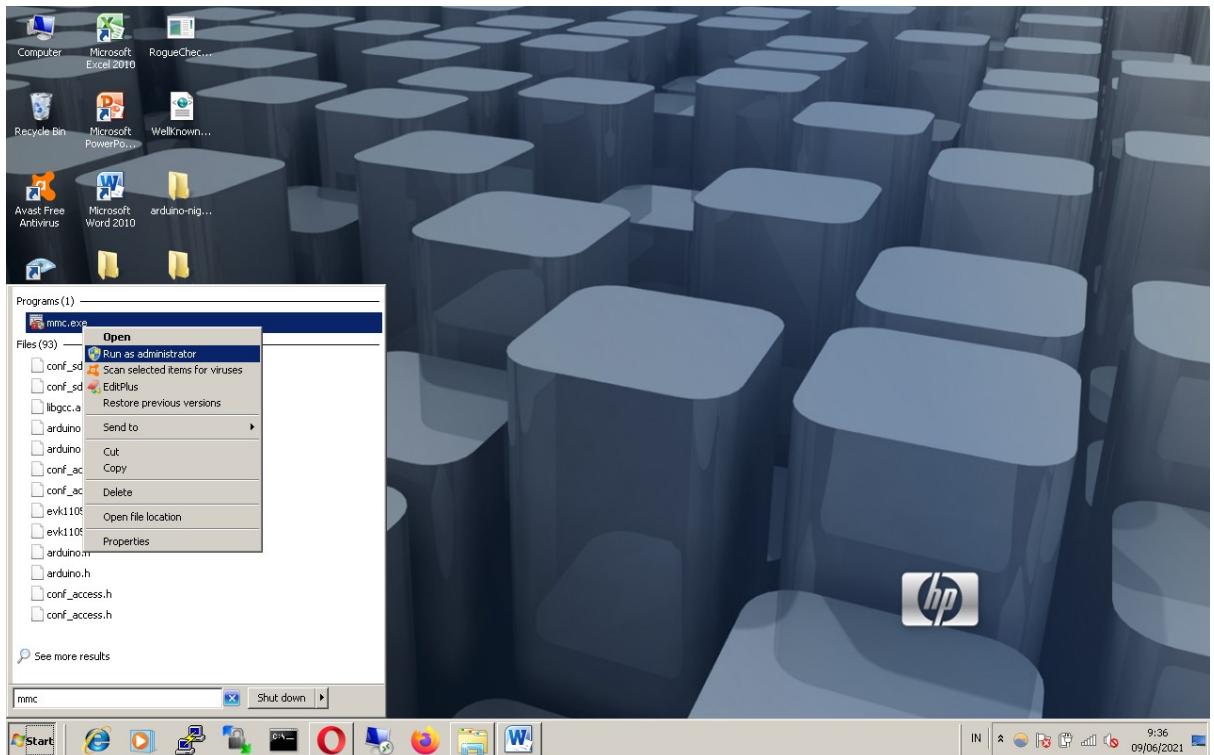 Computer
Microsoft
Excel 2010
RogueChec...
Recycle Bin
Microsoft
PowerPo...
WellKnown...
Avast Free
Antivirus
Microsoft
Word 2010
arduino-nig...
Programs (1)
mmc.exe
Files (93)
conf_sd
conf_sd
libgcc.a
arduino
arduino
conf_ac
conf_ac
evk1105
evk1105
arduino.h
arduino.h
conf_access.h
conf_access.h
See more results
Open
Run as administrator
Scan selected items for viruses
EditPlus
Restore previous versions
Send to
Cut
Copy
Delete
Open file location
Properties
mmc
Shut down
hp
Start
IN
9:36
09/06/2021